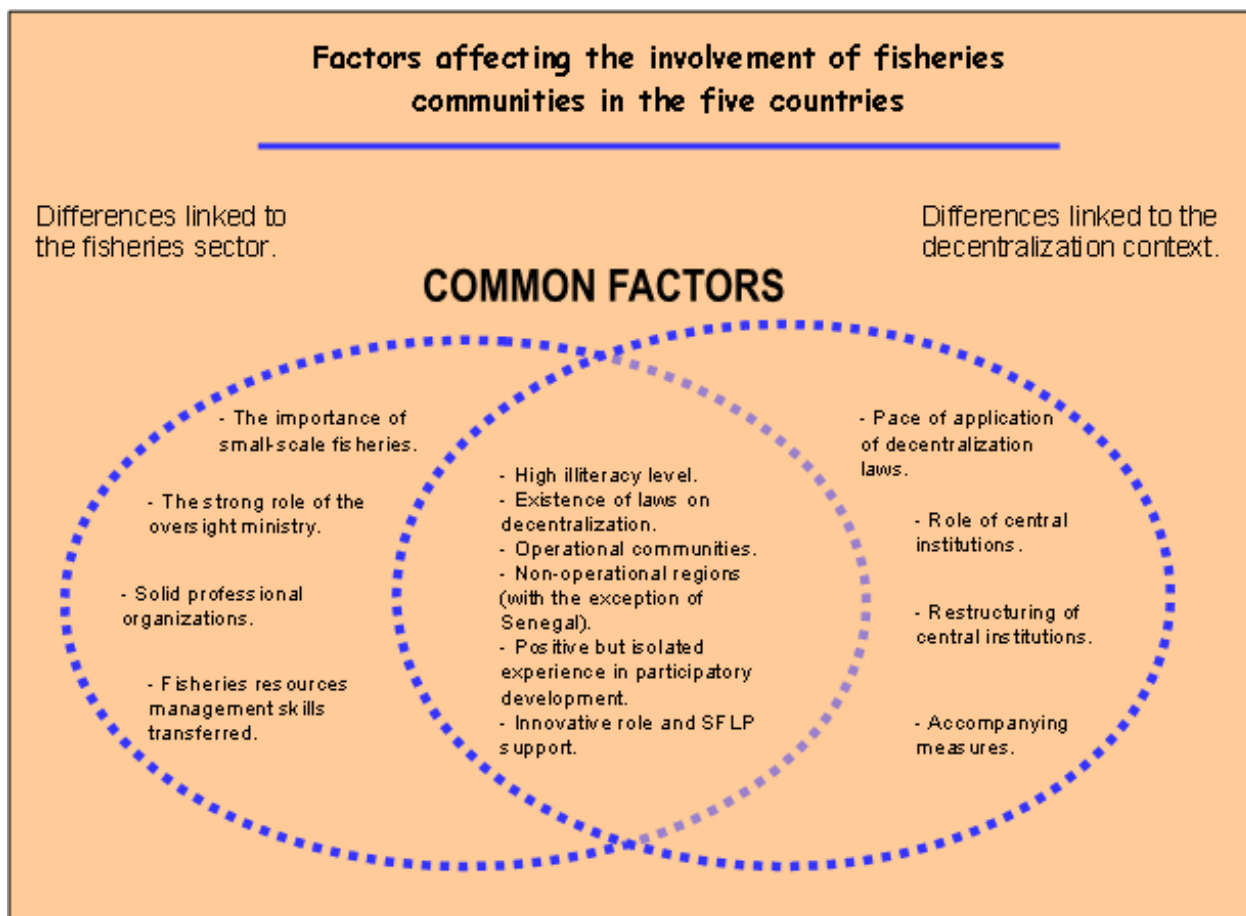 Factors affecting the involvement of fisheries
communities in the five countries
Differences linked to
the fisheries sector.
Differences linked to the
decentralization context.
COMMON FACTORS
- The importance of
small-scale fisheries.
- The strong role of the
oversight ministry.
- Solid professional
organizations.
- Fisheries resources
management skills
transferred.
- High illiteracy level.
- Existence of laws on
decentralization.
- Operational communities.
- Non-operational regions
(with the exception of
Senegal).
- Positive but isolated
experience in participatory
development.
- Innovative role and SFLP
support.
- Pace of application
of decentralization
laws.
- Role of central
institutions.
- Restructuring of
central institutions.
- Accompanying
measures.